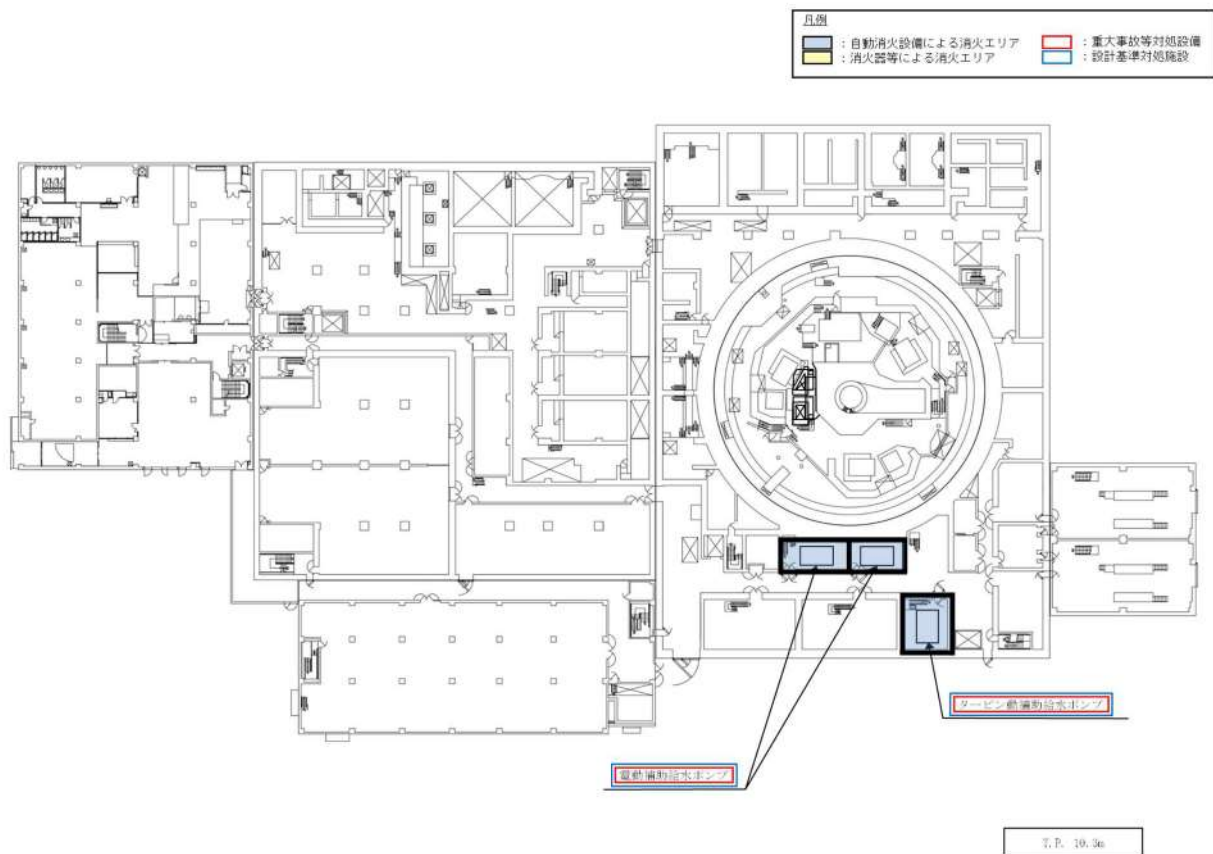 凡例
：自動消火設備による消火エリア
：消火器等による消火エリア
：重大事故等対処設備
：設計基準対処施設
タービン動補助給水ポンプ
電動補助給水ポンプ
T.P. 10.3m